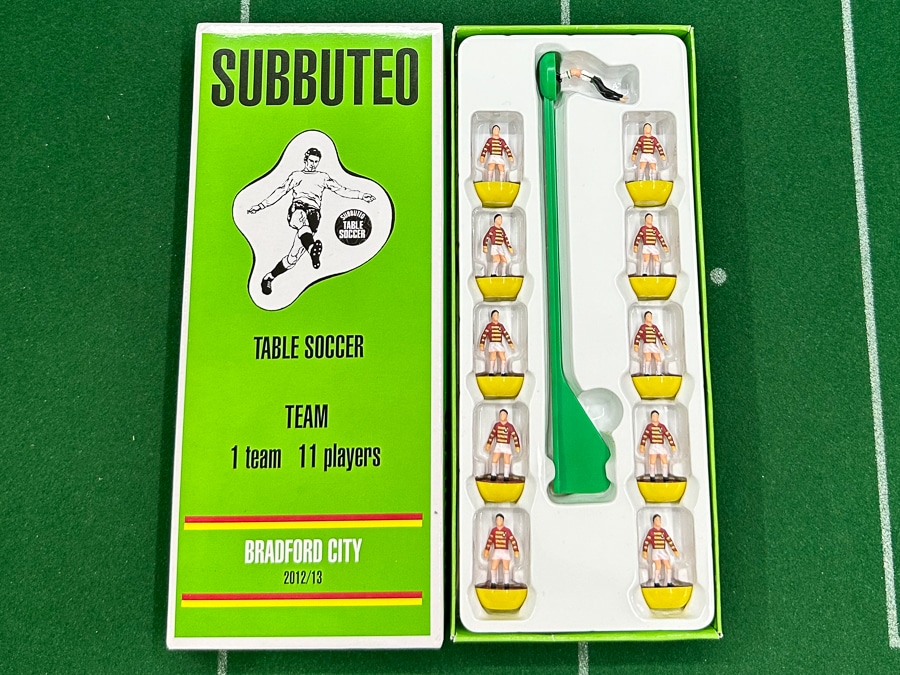 SUBBUTEO
SUBBUTEO
TABLE
SOCCER
TABLE SOCCER
TEAM
1 team 11 players
BRADFORD CITY
2012/13